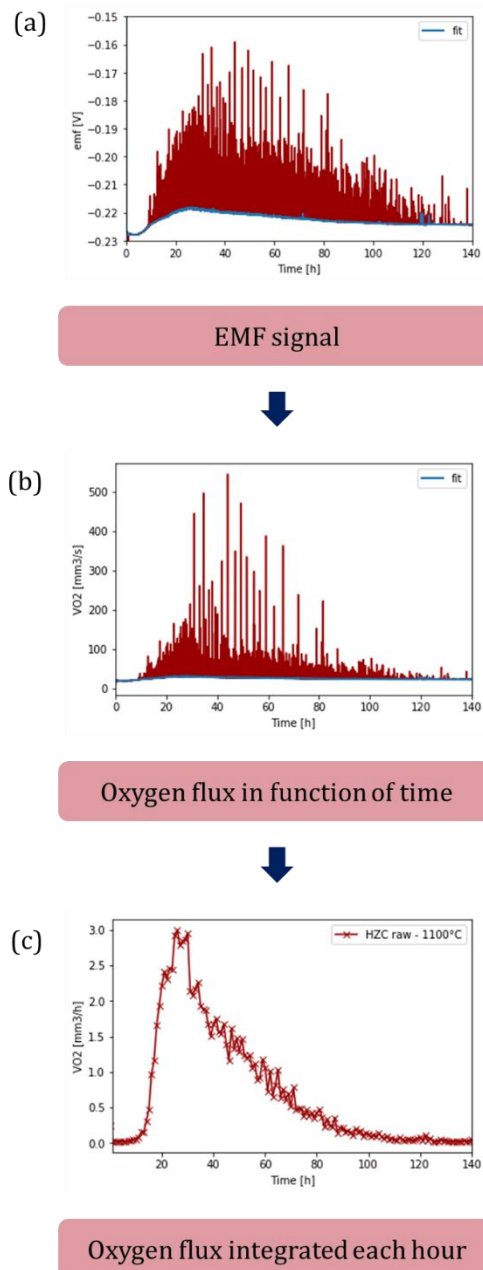 (a)
−0.15
−0.16
−0.17
−0.18
−0.19
−0.20
−0.21
−0.22
−0.23
emf [V]
fit
0 20 40 60 80 100 120 140
Time [h]
EMF signal
(b)
500
400
300
200
100
0
VO2 [mm3/s]
fit
0 20 40 60 80 100 120 140
Time [h]
Oxygen flux in function of time
(c)
3.0
2.5
2.0
1.5
1.0
0.5
0.0
VO2 [mm3/h]
HZC raw - 1100°C
20 40 60 80 100 120 140
Time [h]
Oxygen flux integrated each hour